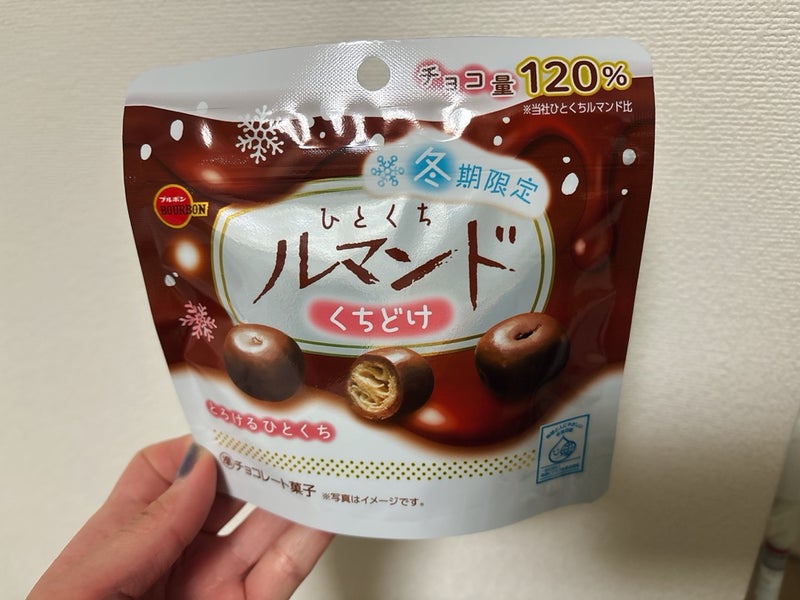 チョコ量120%
※当社ひとくちルマンド比
冬期限定
ブルボン
BOURBON
ひとくち
ルマンド
くちどけ
とろけるひとくち
準チョコレート菓子
※写真はイメージです。